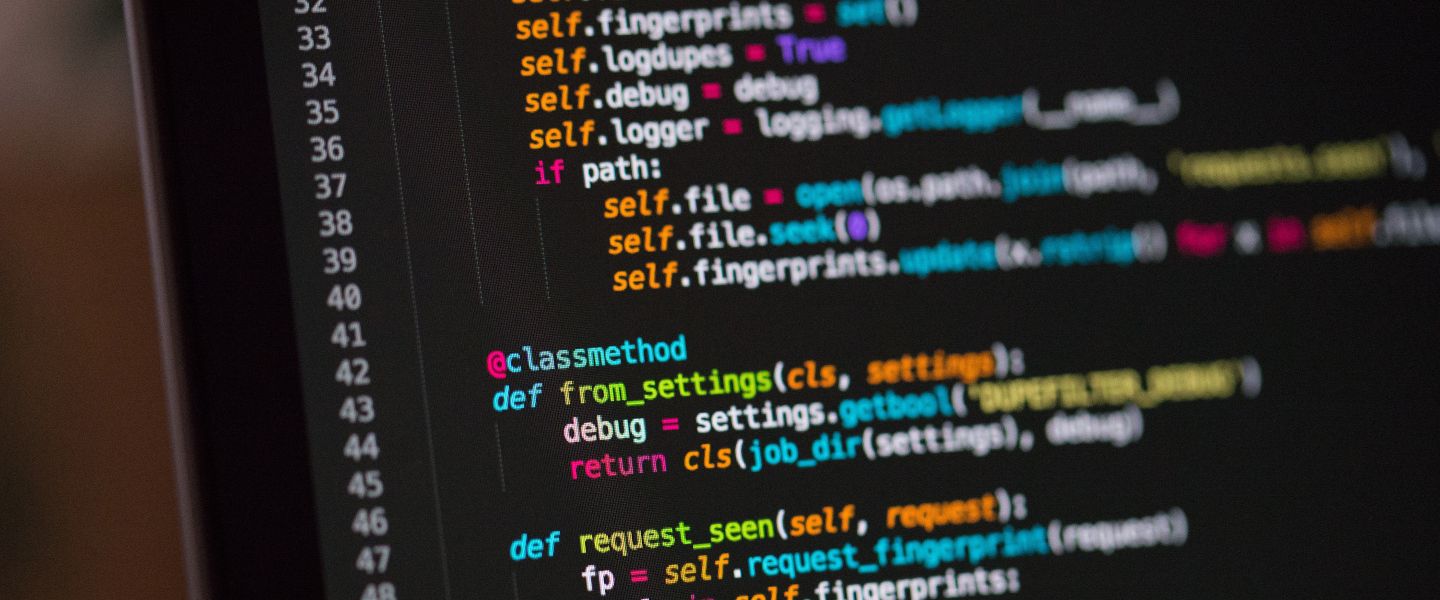 32
33 self.fingerprints = set()
34 self.logdupes = True
35 self.debug = debug
36 self.logger = logging.getLogger(__name__)
37 if path:
38 self.file = open(os.path.join(path, 'requests.seen'),
39 self.file.seek(0)
40 self.fingerprints.update(x.rstrip() for x in self.file
41
42 @classmethod
43 def from_settings(cls, settings):
44 debug = settings.getbool('DUPEFILTER_DEBUG')
45 return cls(job_dir(settings), debug)
46
47 def request_seen(self, request):
48 fp = self.request_fingerprint(request)
self.fingerprints: